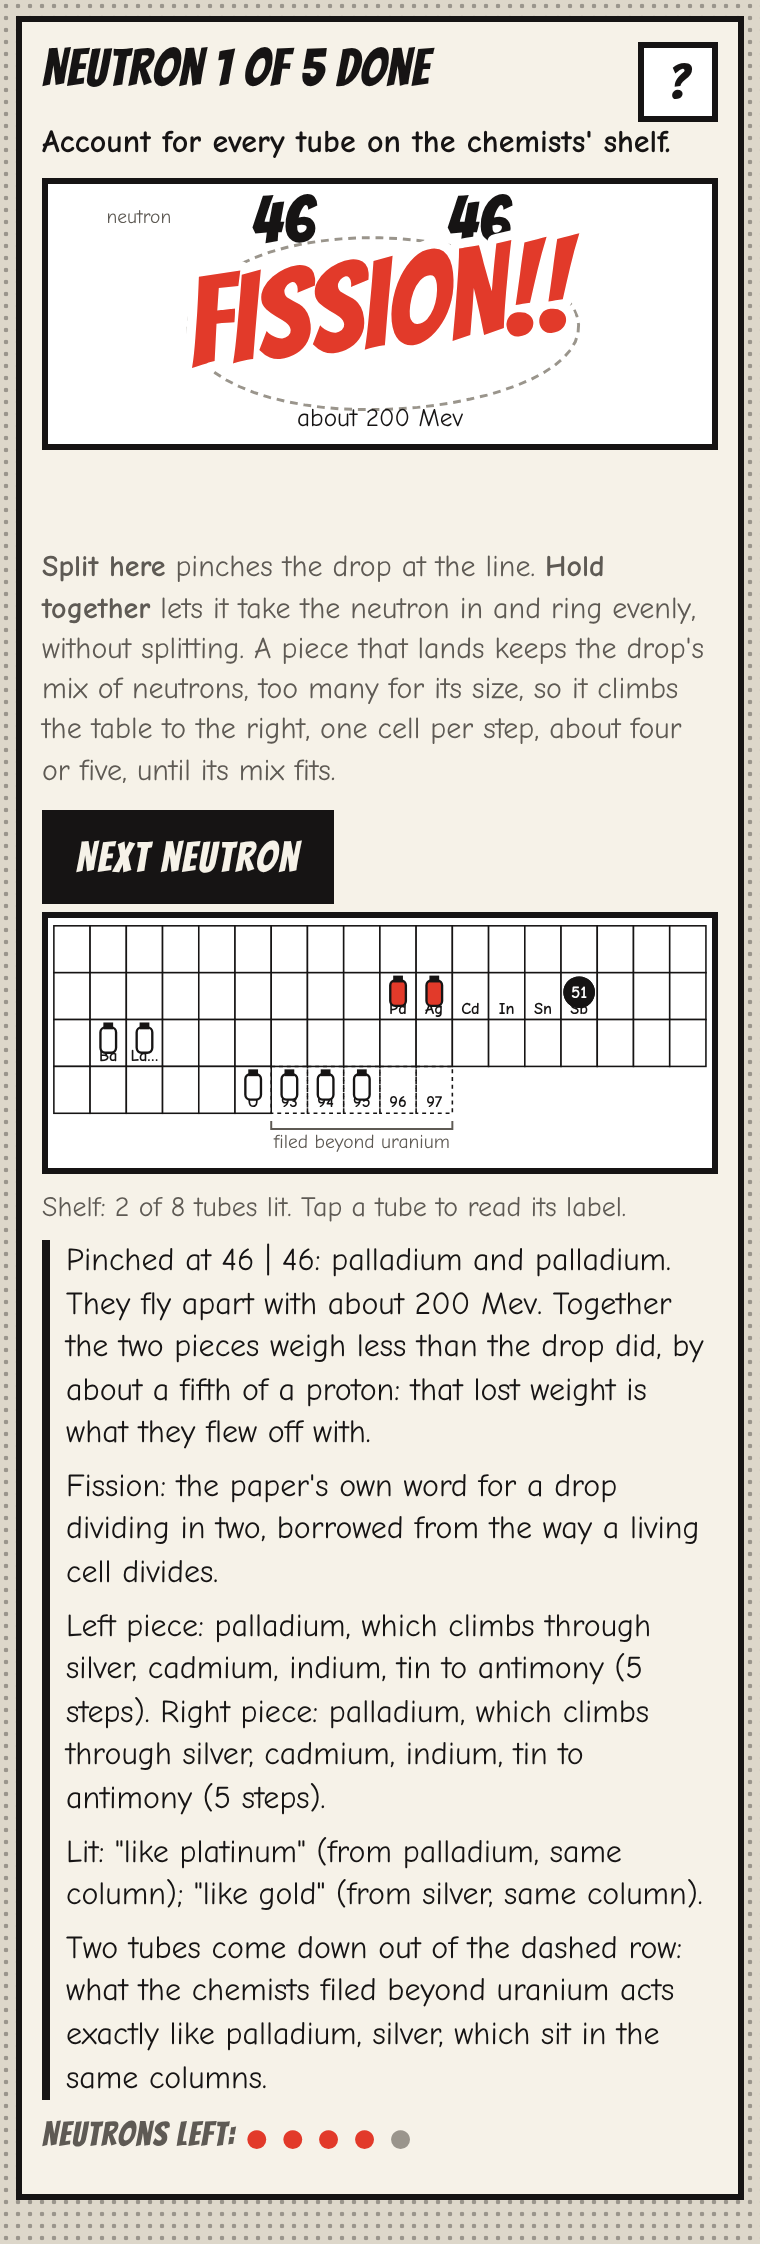 NEUTRON 1 OF 5 DONE
?
Account for every tube on the chemists' shelf.
neutron
46
46
FISSION!!
about 200 Mev
Split here pinches the drop at the line. Hold
together lets it take the neutron in and ring evenly,
without splitting. A piece that lands keeps the drop's
mix of neutrons, too many for its size, so it climbs
the table to the right, one cell per step, about four
or five, until its mix fits.
NEXT NEUTRON
Pd Ag Cd In Sn 51 Sb
Ba La...
93 94 95 96 97
filed beyond uranium
Shelf: 2 of 8 tubes lit. Tap a tube to read its label.
Pinched at 46 | 46: palladium and palladium.
They fly apart with about 200 Mev. Together
the two pieces weigh less than the drop did, by
about a fifth of a proton: that lost weight is
what they flew off with.
Fission: the paper's own word for a drop
dividing in two, borrowed from the way a living
cell divides.
Left piece: palladium, which climbs through
silver, cadmium, indium, tin to antimony (5
steps). Right piece: palladium, which climbs
through silver, cadmium, indium, tin to
antimony (5 steps).
Lit: "like platinum" (from palladium, same
column); "like gold" (from silver, same column).
Two tubes come down out of the dashed row:
what the chemists filed beyond uranium acts
exactly like palladium, silver, which sit in the
same columns.
NEUTRONS LEFT: